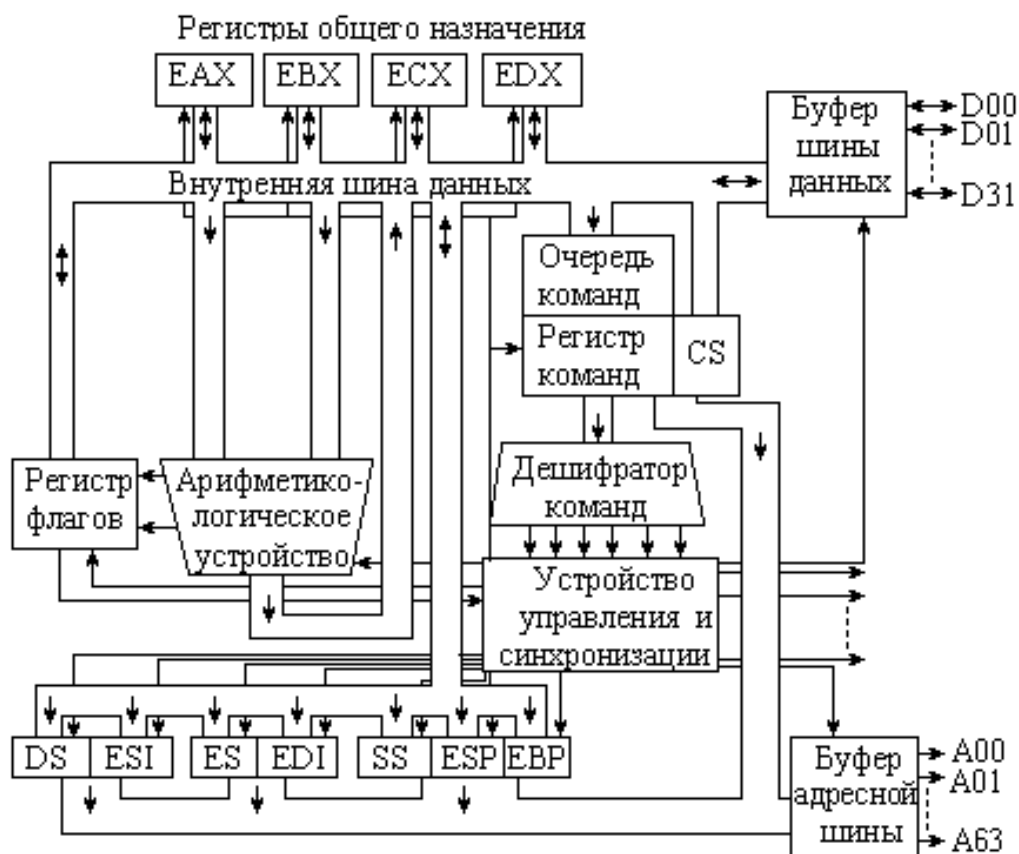 Регистры общего назначения
EAX
EBX
ECX
EDX
Буфер
шины
данных
D00
D01
D31
Внутренняя шина данных
Очередь
команд
Регистр
команд
CS
Дешифратор
команд
Регистр
флагов
Арифметико-
логическое
устройство
Устройство
управления и
синхронизации
DS
ESI
ES
EDI
SS
ESP
EBP
Буфер
адресной
шины
A00
A01
A63